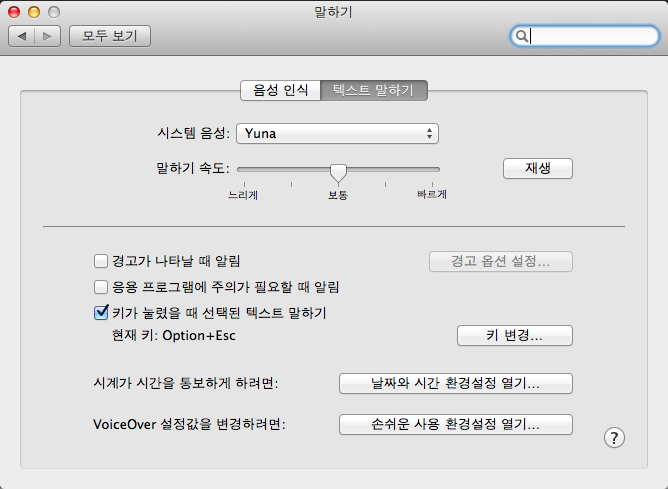 말하기
모두 보기
음성 인식 텍스트 말하기
시스템 음성: Yuna
말하기 속도: 재생
느리게 보통 빠르게
경고가 나타날 때 알림 경고 옵션 설정...
응용 프로그램에 주의가 필요할 때 알림
키가 눌렸을 때 선택된 텍스트 말하기
현재 키: Option+Esc 키 변경...
시계가 시간을 통보하게 하려면: 날짜와 시간 환경설정 열기...
VoiceOver 설정값을 변경하려면: 손쉬운 사용 환경설정 열기...
?